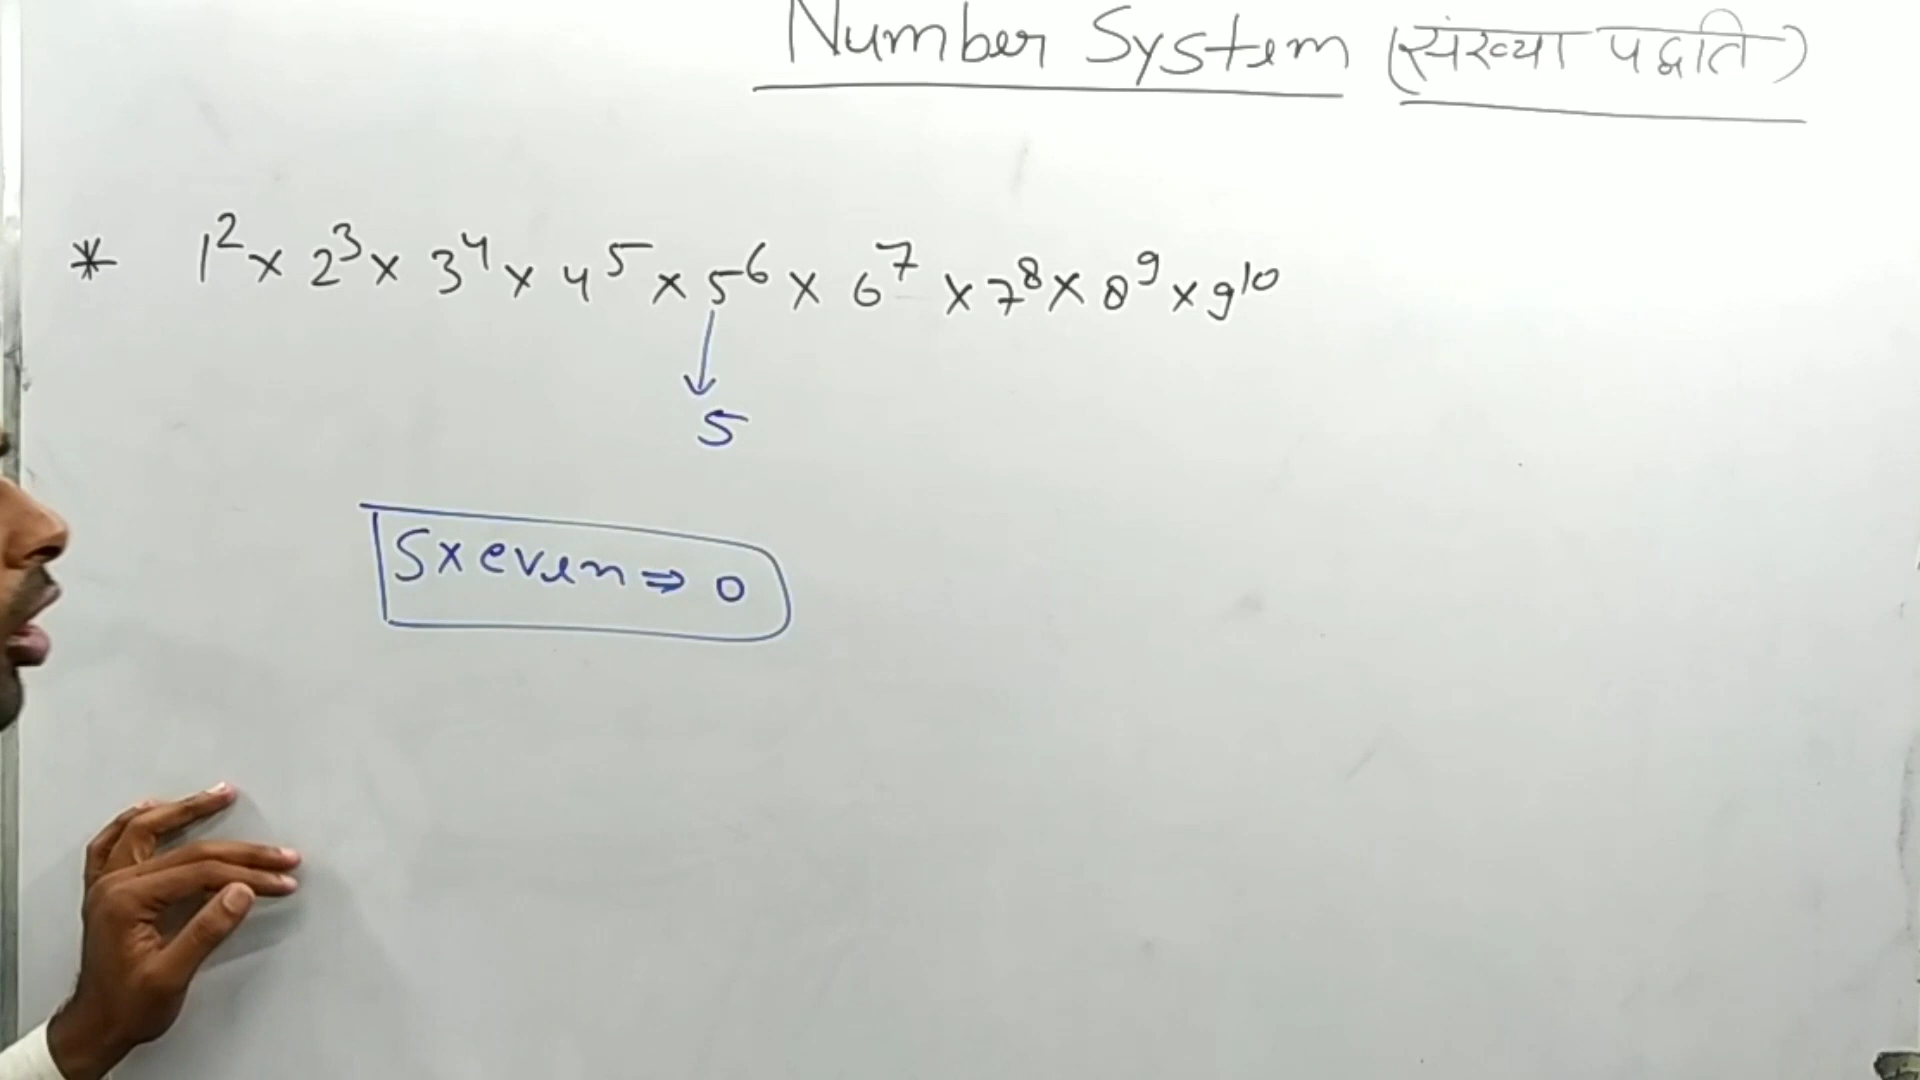 Number System (संख्या पद्धति)
* 1² × 2³ × 3⁴ × 4⁵ × 5⁶ × 6⁷ × 7⁸ × 8⁹ × 9¹⁰
↓
5
5 × even ⇒ 0